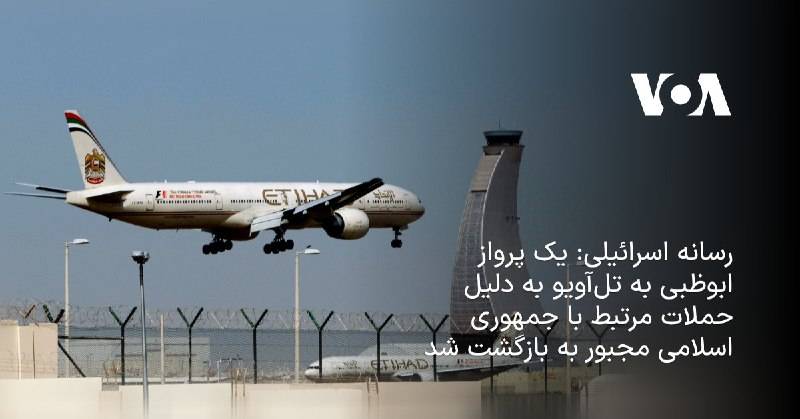 VOA
ETIHAD
رسانه اسرائیلی: یک پرواز
ابوظبی به تل‌آویو به دلیل
حملات مرتبط با جمهوری
اسلامی مجبور به بازگشت شد
ETIHAD